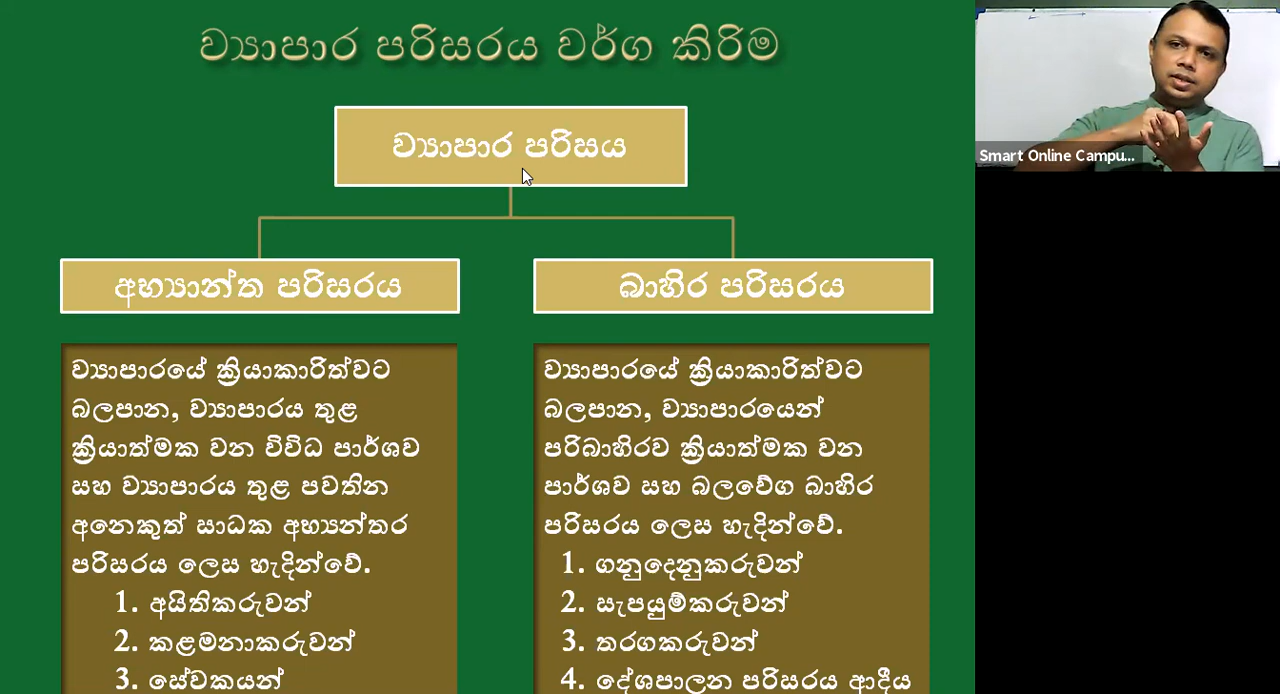 ව්‍යාපාර පරිසරය වර්ග කිරිම
ව්‍යාපාර පරිසය
අභ්‍යාන්ත පරිසරය
ව්‍යාපාරයේ ක්‍රියාකාරිත්වට
බලපාන, ව්‍යාපාරය තුළ
ක්‍රියාත්මක වන විවිධ පාර්ශව
සහ ව්‍යාපාරය තුළ පවතින
අනෙකුත් සාධක අභ්‍යන්තර
පරිසරය ලෙස හැදින්වේ.
1. අයිතිකරුවන්
2. කළමනාකරුවන්
3. සේවකයන්
බාහිර පරිසරය
ව්‍යාපාරයේ ක්‍රියාකාරිත්වට
බලපාන, ව්‍යාපාරයෙන්
පරිබාහිරව ක්‍රියාත්මක වන
පාර්ශව සහ බලවේග බාහිර
පරිසරය ලෙස හැදින්වේ.
1. ගනුදෙනුකරුවන්
2. සැපයුම්කරුවන්
3. තරගකරුවන්
4. දේශපාලන පරිසරය ආදීය
Smart Online Campu...